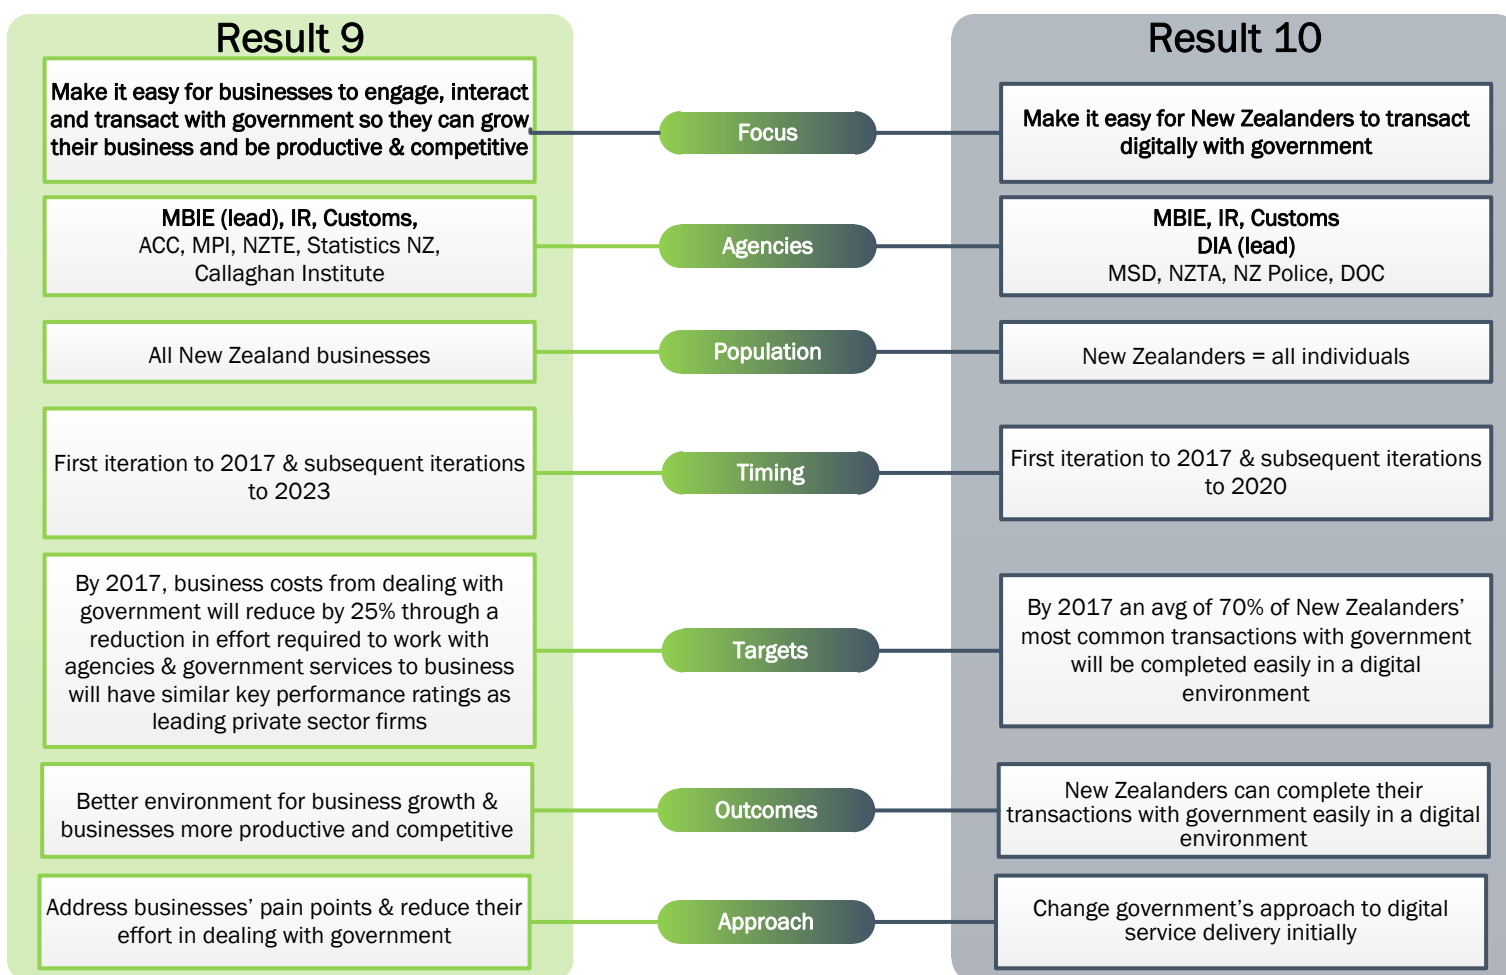 Result 9
Result 10
Make it easy for businesses to engage, interact
and transact with government so they can grow
their business and be productive & competitive
Focus
Make it easy for New Zealanders to transact
digitally with government
MBIE (lead), IR, Customs,
ACC, MPI, NZTE, Statistics NZ,
Callaghan Institute
Agencies
MBIE, IR, Customs
DIA (lead)
MSD, NZTA, NZ Police, DOC
All New Zealand businesses
Population
New Zealanders = all individuals
First iteration to 2017 & subsequent iterations
to 2023
Timing
First iteration to 2017 & subsequent iterations
to 2020
By 2017, business costs from dealing with
government will reduce by 25% through a
reduction in effort required to work with
agencies & government services to business
will have similar key performance ratings as
leading private sector firms
Targets
By 2017 an avg of 70% of New Zealanders’
most common transactions with government
will be completed easily in a digital
environment
Better environment for business growth &
businesses more productive and competitive
Outcomes
New Zealanders can complete their
transactions with government easily in a digital
environment
Address businesses’ pain points & reduce their
effort in dealing with government
Approach
Change government’s approach to digital
service delivery initially